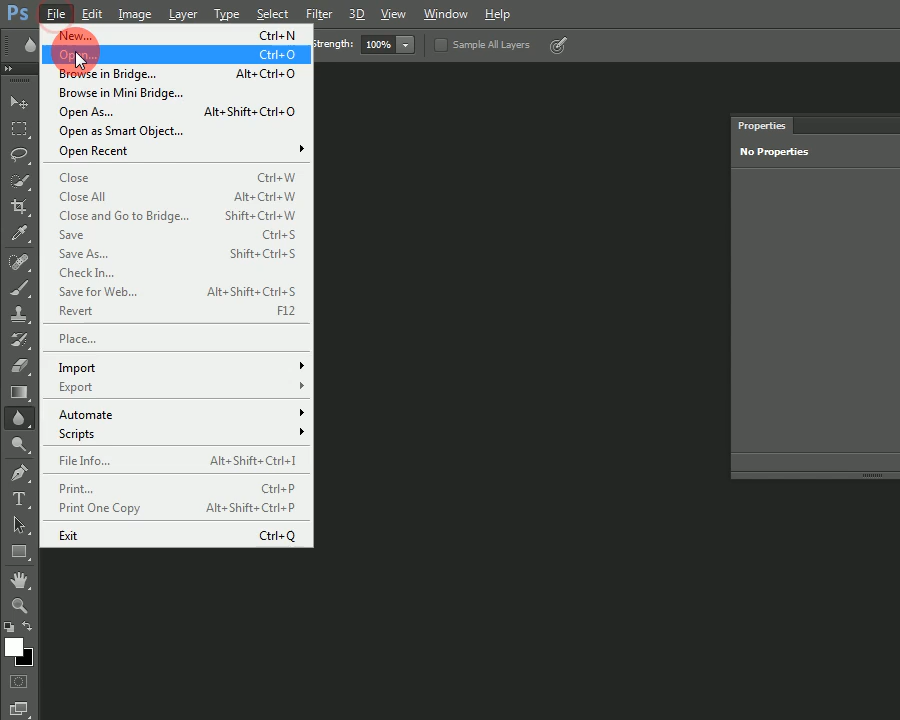 Ps File Edit Image Layer Type Select Filter 3D View Window Help
Strength: 100% Sample All Layers
New... Ctrl+N
Open... Ctrl+O
Browse in Bridge... Alt+Ctrl+O
Browse in Mini Bridge...
Open As... Alt+Shift+Ctrl+O
Open as Smart Object...
Open Recent
Close Ctrl+W
Close All Alt+Ctrl+W
Close and Go to Bridge... Shift+Ctrl+W
Save Ctrl+S
Save As... Shift+Ctrl+S
Check In...
Save for Web... Alt+Shift+Ctrl+S
Revert F12
Place...
Import
Export
Automate
Scripts
File Info... Alt+Shift+Ctrl+I
Print... Ctrl+P
Print One Copy Alt+Shift+Ctrl+P
Exit Ctrl+Q
Properties
No Properties